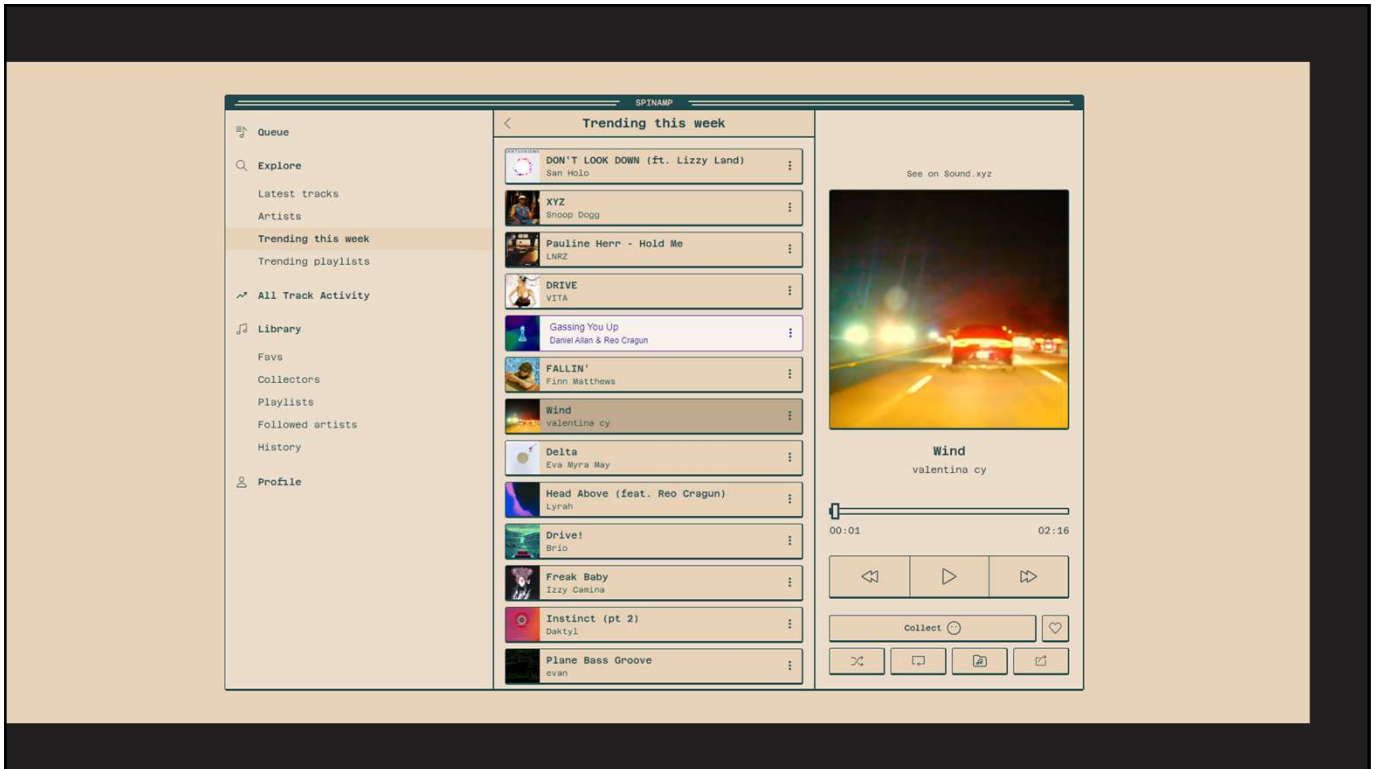 SPINAMP
Queue
Explore
Latest tracks
Artists
Trending this week
Trending playlists
All Track Activity
Library
Favs
Collectors
Playlists
Followed artists
History
Profile
Trending this week
DON'T LOOK DOWN (ft. Lizzy Land)
San Holo
XYZ
Snoop Dogg
Pauline Herr - Hold Me
LNRZ
DRIVE
VITA
Gassing You Up
Daniel Allan & Reo Cragun
FALLIN'
Finn Matthews
Wind
valentina cy
Delta
Eva Myra May
Head Above (feat. Reo Cragun)
Lyrah
Drive!
Brio
Freak Baby
Izzy Camina
Instinct (pt 2)
Daktyl
Plane Bass Groove
evan
See on Sound.xyz
Wind
valentina cy
00:01
02:16
Collect